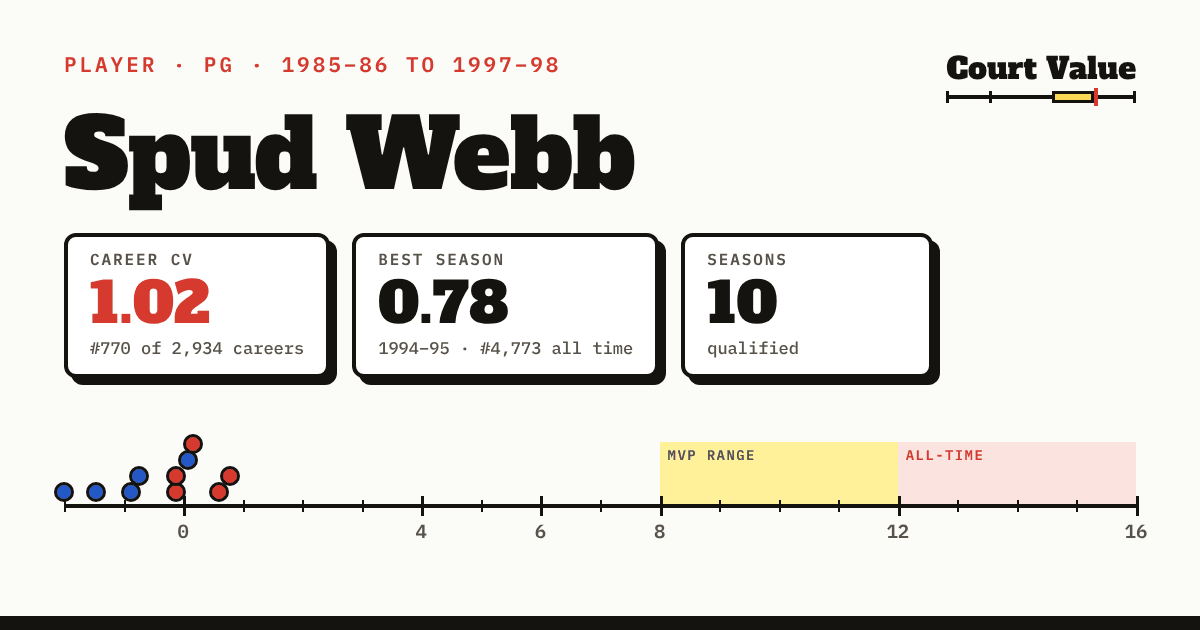 PLAYER · PG · 1985–86 TO 1997–98
Court Value
Spud Webb
CAREER CV
1.02
#770 of 2,934 careers
BEST SEASON
0.78
1994–95 · #4,773 all time
SEASONS
10
qualified
MVP RANGE
ALL-TIME
0 4 6 8 12 16